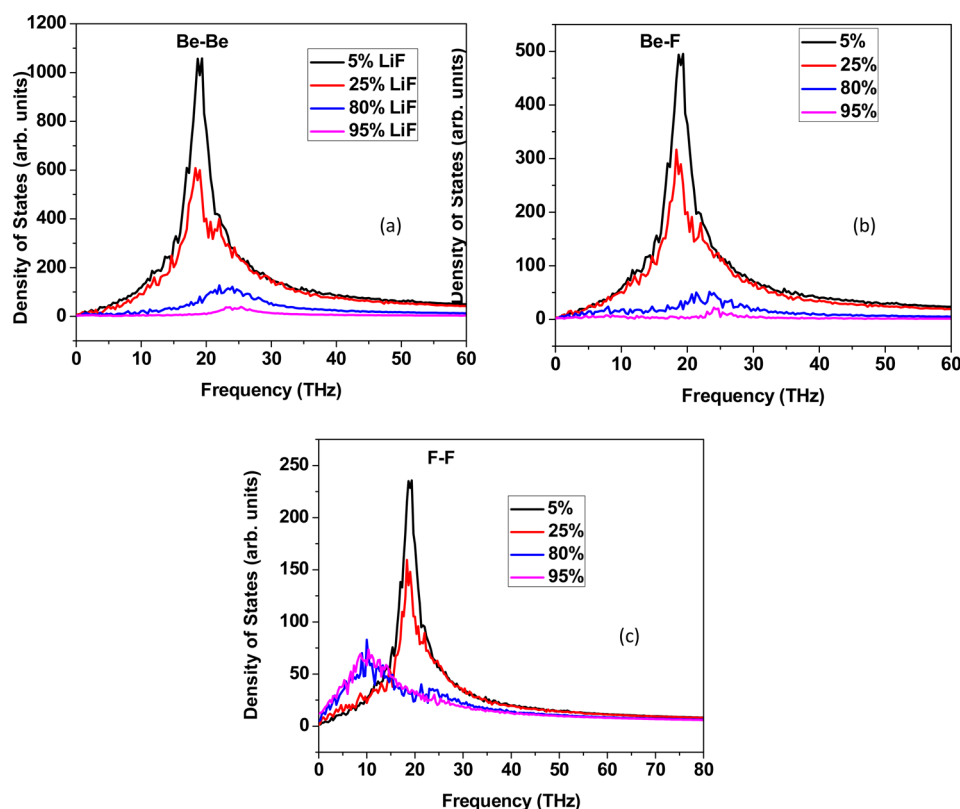 Be-Be
5% LiF
25% LiF
80% LiF
95% LiF
(a)
1200
1000
800
600
400
200
0
Density of States (arb. units)
0 10 20 30 40 50 60
Frequency (THz)
Be-F
5%
25%
80%
95%
(b)
500
400
300
200
100
0
Density of States (arb. units)
0 10 20 30 40 50 60
Frequency (THz)
F-F
5%
25%
80%
95%
(c)
250
200
150
100
50
0
Density of States (arb. units)
0 10 20 30 40 50 60 70 80
Frequency (THz)